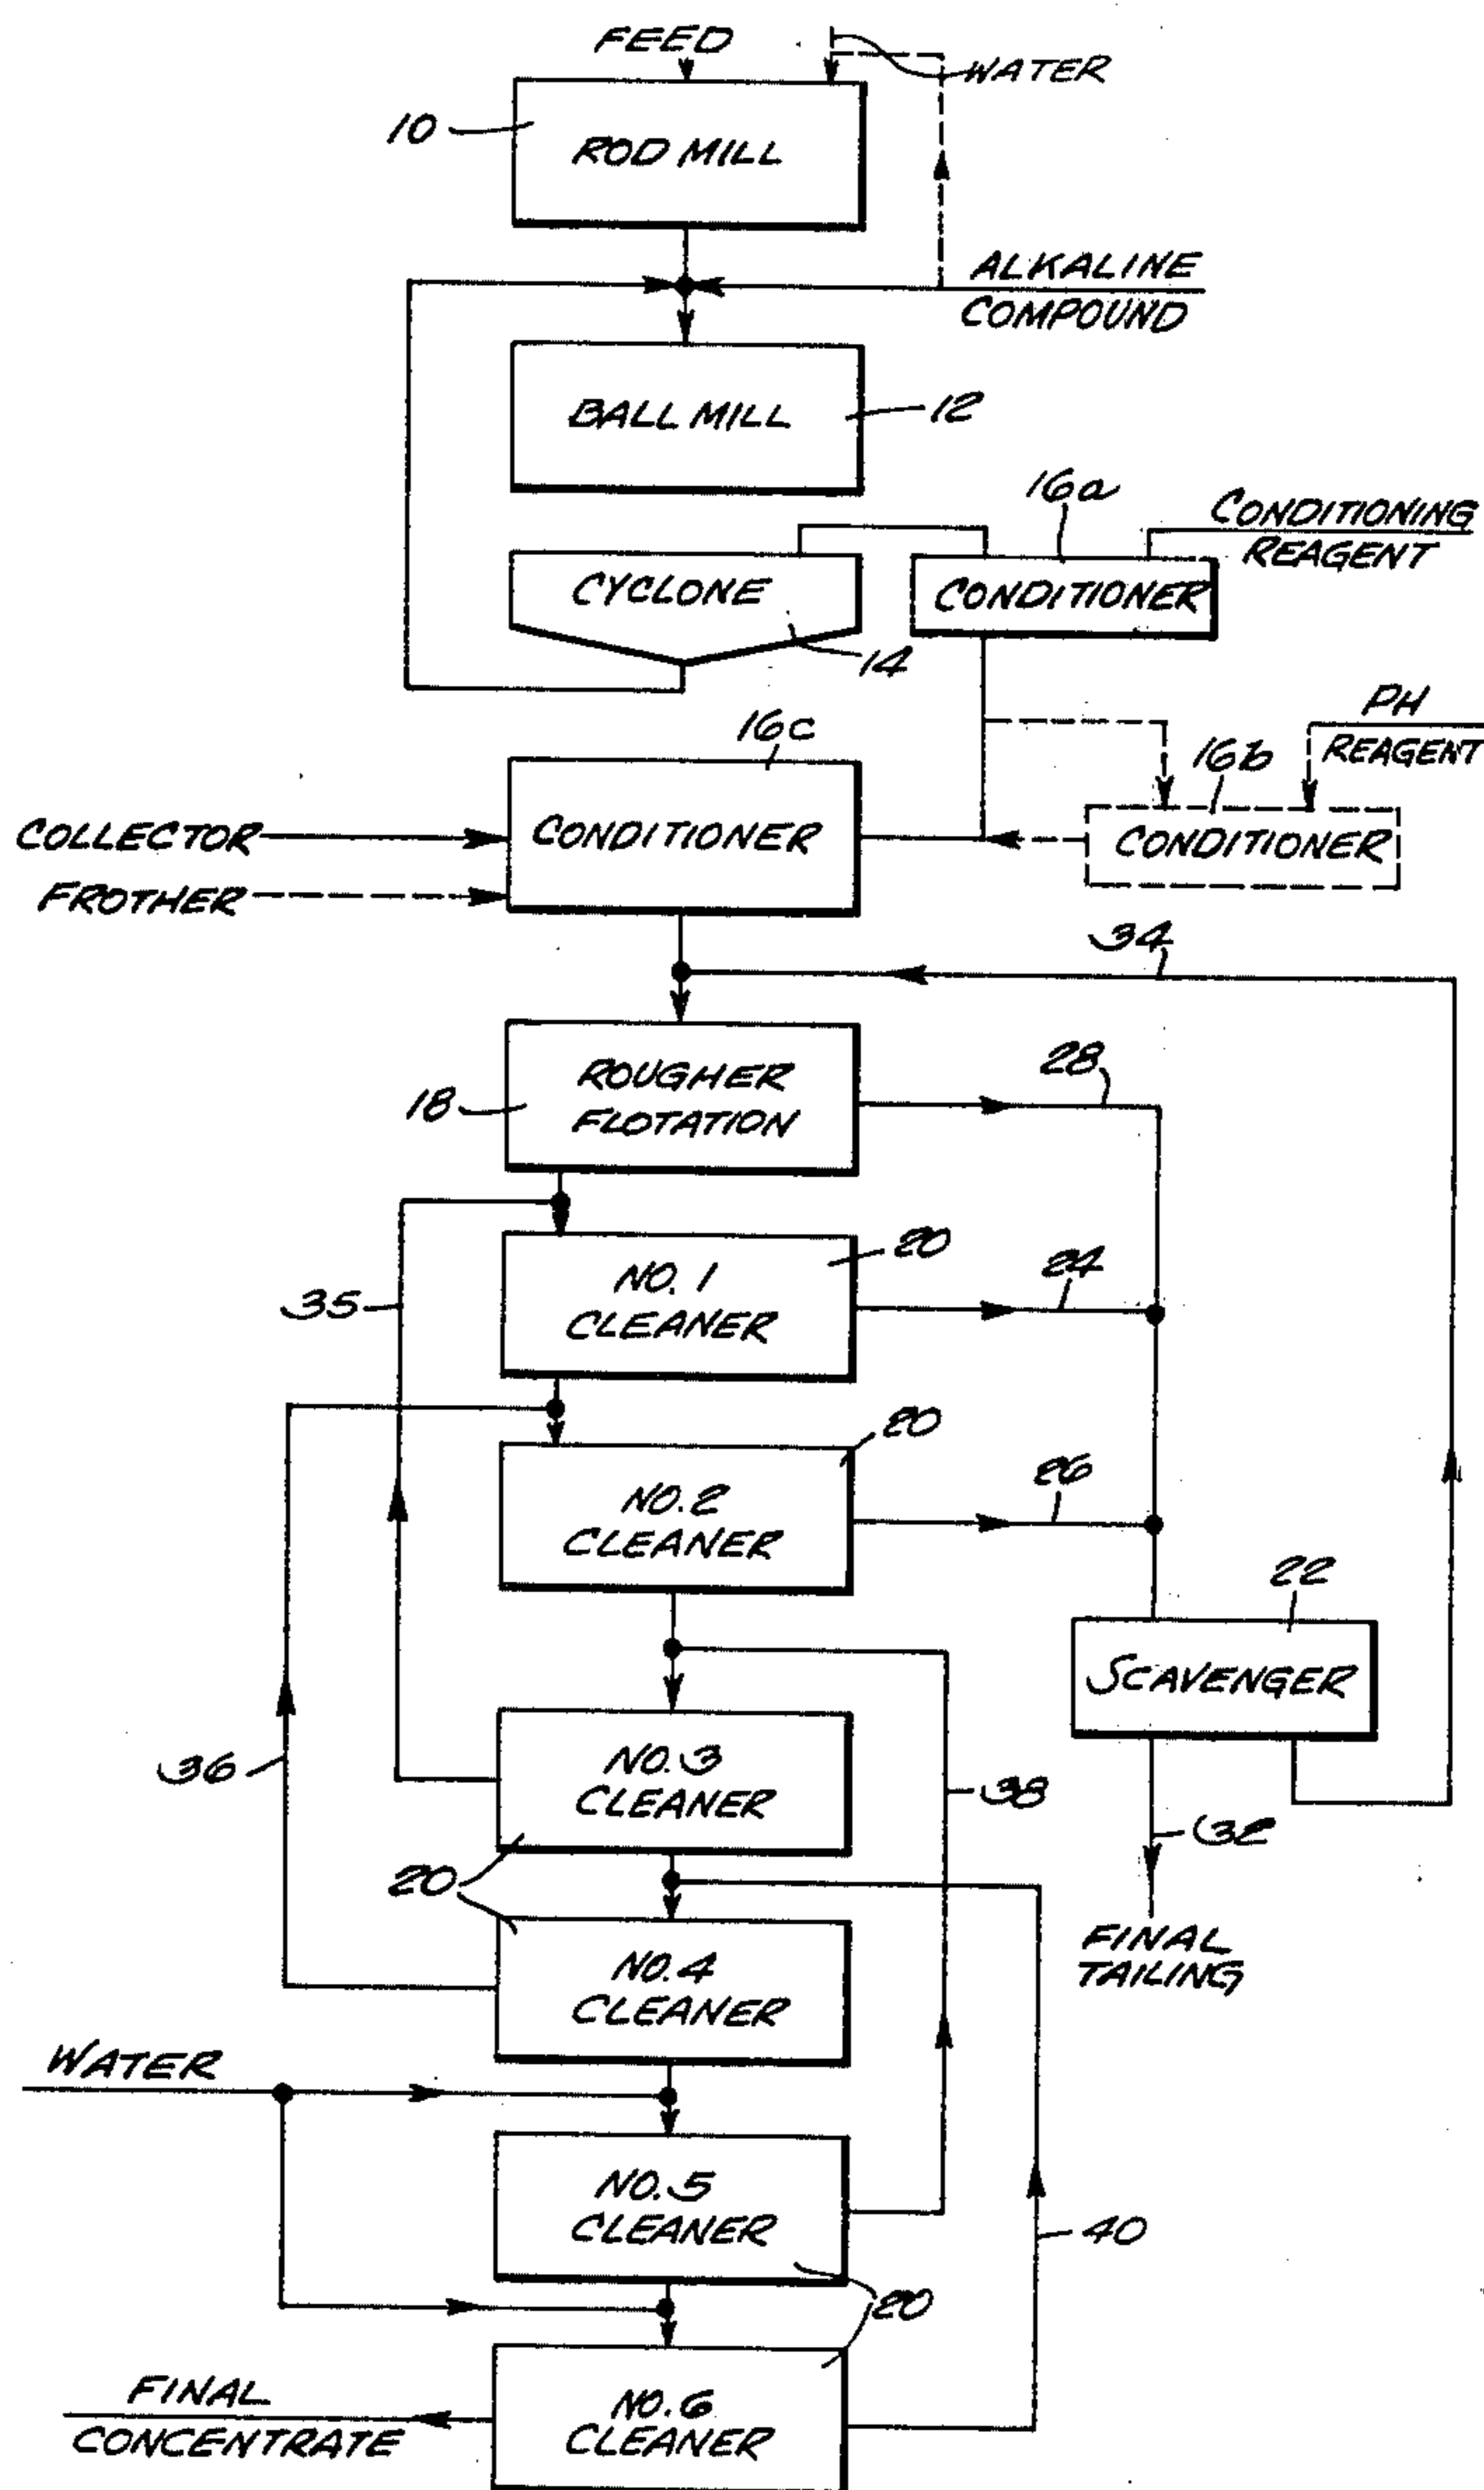 FEED
WATER
10
ROD MILL
ALKALINE
COMPOUND
BALL MILL
12
16a
CONDITIONING
REAGENT
CYCLONE
CONDITIONER
14
16c
PH
REAGENT
16b
COLLECTOR
CONDITIONER
CONDITIONER
FROTHER
34
ROUGHER
FLOTATION
28
18
20
NO. 1
CLEANER
24
35
20
NO. 2
CLEANER
26
22
SCAVENGER
36
NO. 3
CLEANER
38
32
20
FINAL
TAILING
NO. 4
CLEANER
WATER
NO. 5
CLEANER
40
20
FINAL
CONCENTRATE
NO. 6
CLEANER